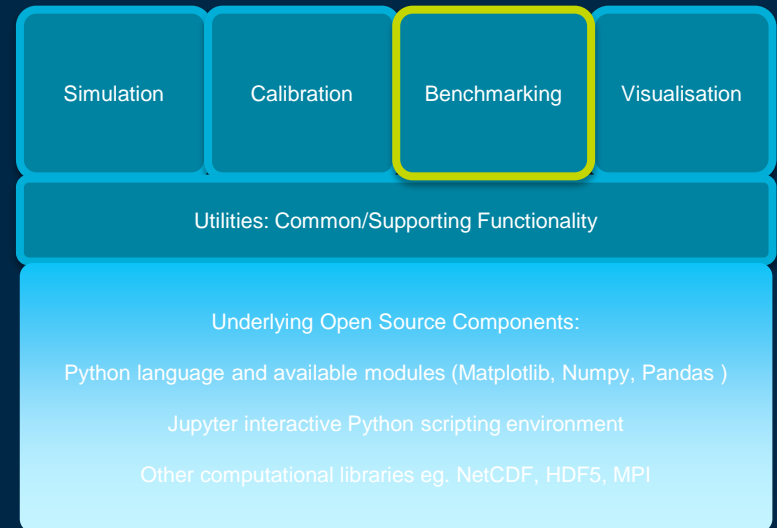 Simulation
Calibration
Benchmarking
Visualisation
Utilities: Common/Supporting Functionality
Underlying Open Source Components:
Python language and available modules (Matplotlib, Numpy, Pandas )
Jupyter interactive Python scripting environment
Other computational libraries eg. NetCDF, HDF5, MPI